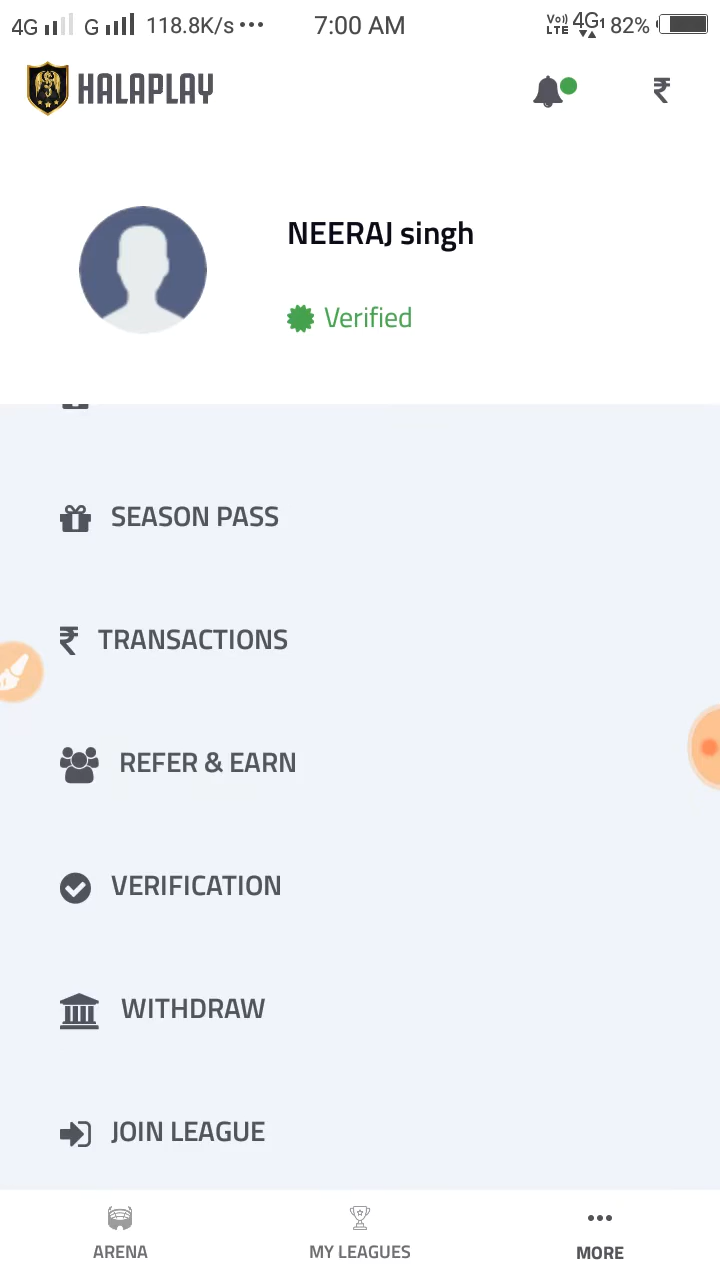 4G G 118.8K/s ••• 7:00 AM Vo) LTE 4G1 82%
HALAPLAY ₹
NEERAJ singh
Verified
SEASON PASS
₹ TRANSACTIONS
REFER & EARN
VERIFICATION
WITHDRAW
JOIN LEAGUE
ARENA MY LEAGUES MORE